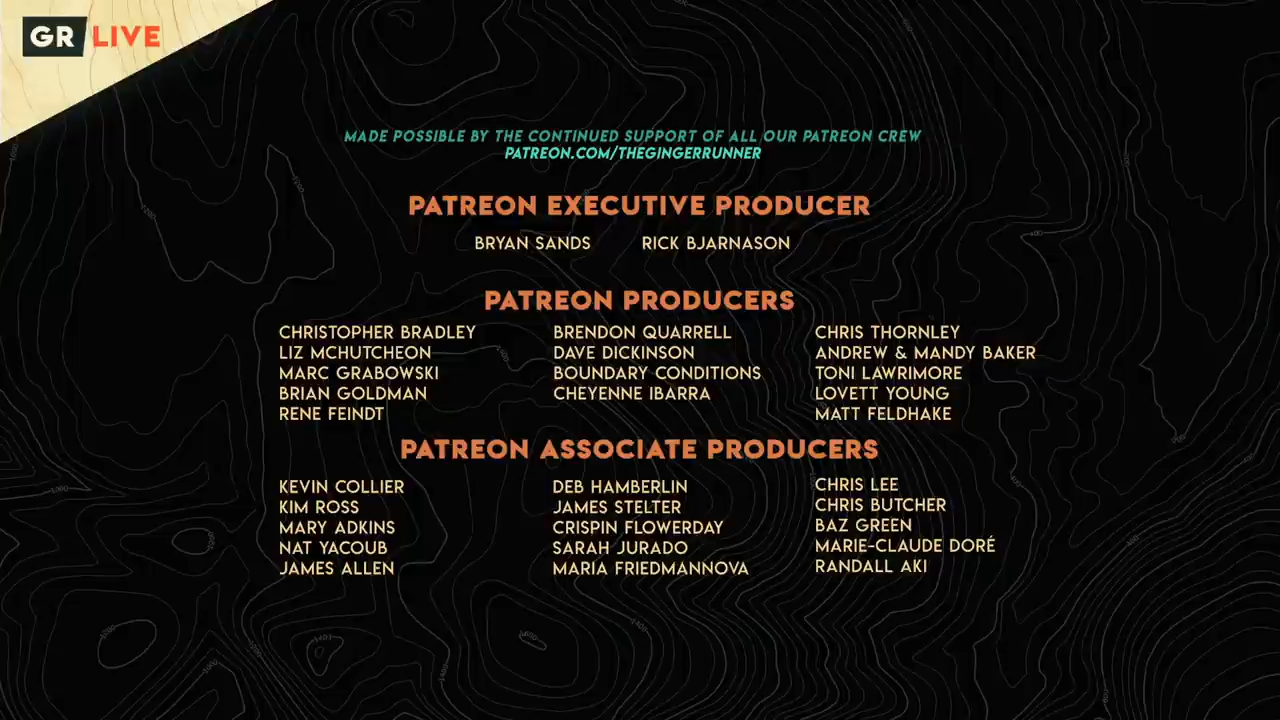 GR LIVE
MADE POSSIBLE BY THE CONTINUED SUPPORT OF ALL OUR PATREON CREW
PATREON.COM/THEGINGERRUNNER
PATREON EXECUTIVE PRODUCER
BRYAN SANDS
RICK BJARNASON
PATREON PRODUCERS
CHRISTOPHER BRADLEY
LIZ MCHUTCHEON
MARC GRABOWSKI
BRIAN GOLDMAN
RENE FEINDT
BRENDON QUARRELL
DAVE DICKINSON
BOUNDARY CONDITIONS
CHEYENNE IBARRA
CHRIS THORNLEY
ANDREW & MANDY BAKER
TONI LAWRIMORE
LOVETT YOUNG
MATT FELDHAKE
PATREON ASSOCIATE PRODUCERS
KEVIN COLLIER
KIM ROSS
MARY ADKINS
NAT YACOUB
JAMES ALLEN
DEB HAMBERLIN
JAMES STELTER
CRISPIN FLOWERDAY
SARAH JURADO
MARIA FRIEDMANNOVA
CHRIS LEE
CHRIS BUTCHER
BAZ GREEN
MARIE-CLAUDE DORÉ
RANDALL AKI